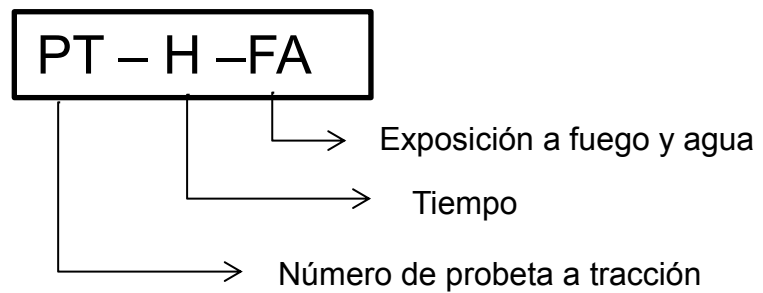 PT – H –FA
Exposición a fuego y agua
Tiempo
Número de probeta a tracción